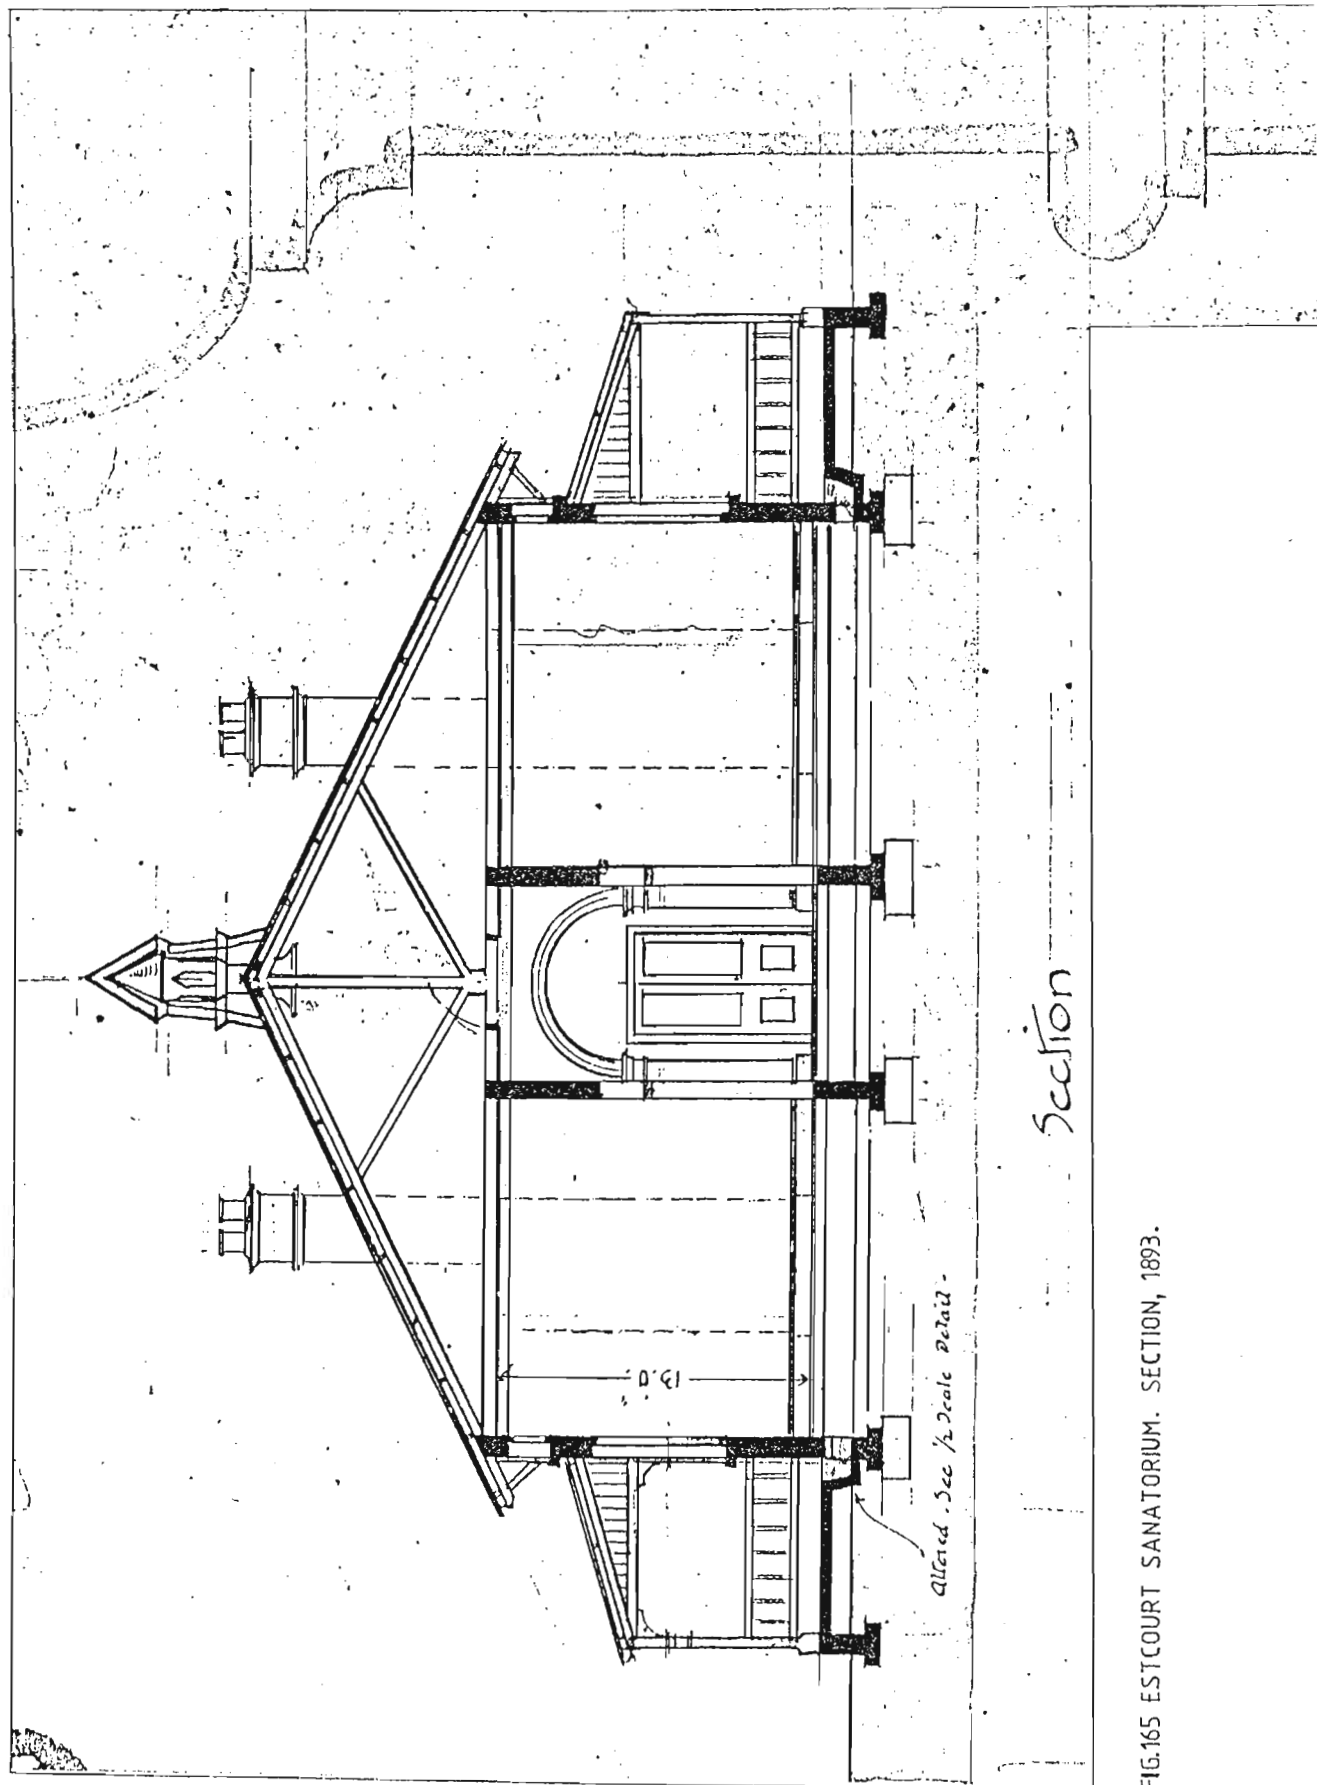 13.0
Altered. See 1/2 Scale Detail -
Section
FIG.165 ESTCOURT SANATORIUM. SECTION, 1893.